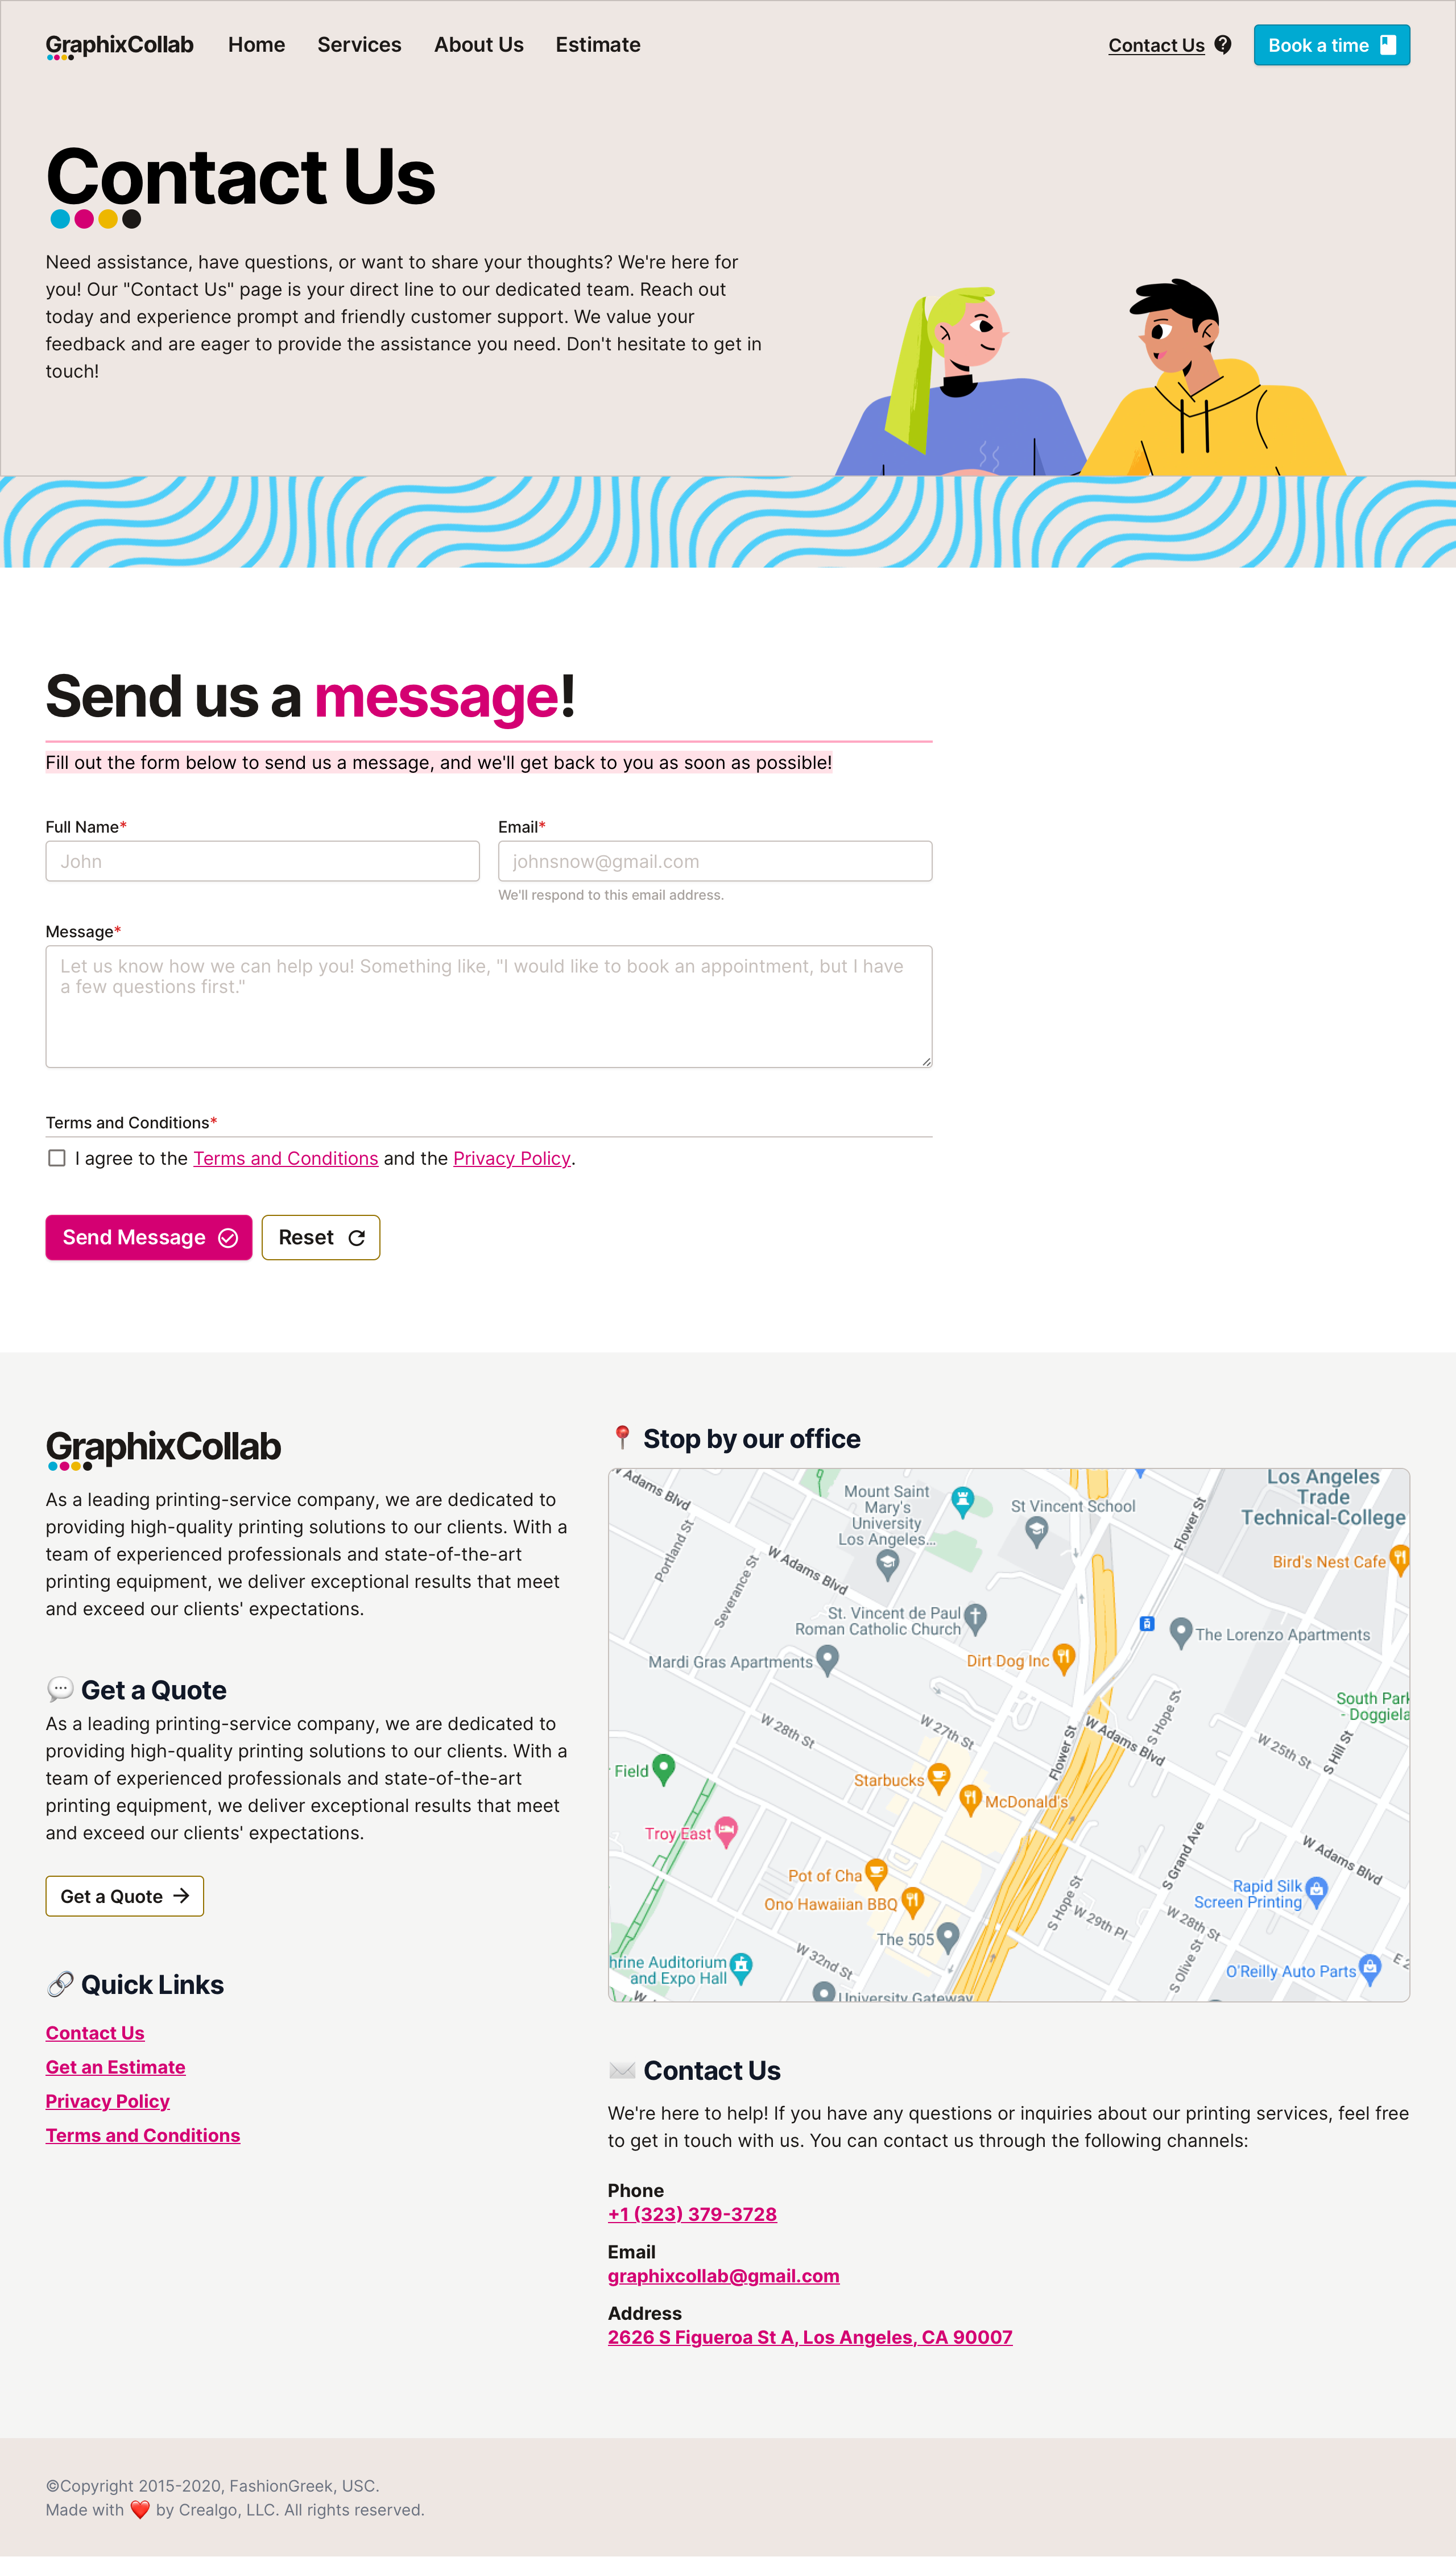 GraphixCollab
Home
Services
About Us
Estimate
Contact Us
Book a time
Contact Us
Need assistance, have questions, or want to share your thoughts? We're here for
you! Our "Contact Us" page is your direct line to our dedicated team. Reach out
today and experience prompt and friendly customer support. We value your
feedback and are eager to provide the assistance you need. Don't hesitate to get in
touch!
Send us a message!
Fill out the form below to send us a message, and we'll get back to you as soon as possible!
Full Name*
John
Email*
johnsnow@gmail.com
We'll respond to this email address.
Message*
Let us know how we can help you! Something like, "I would like to book an appointment, but I have
a few questions first."
Terms and Conditions*
I agree to the Terms and Conditions and the Privacy Policy.
Send Message
Reset
GraphixCollab
As a leading printing-service company, we are dedicated to
providing high-quality printing solutions to our clients. With a
team of experienced professionals and state-of-the-art
printing equipment, we deliver exceptional results that meet
and exceed our clients' expectations.
💬 Get a Quote
As a leading printing-service company, we are dedicated to
providing high-quality printing solutions to our clients. With a
team of experienced professionals and state-of-the-art
printing equipment, we deliver exceptional results that meet
and exceed our clients' expectations.
Get a Quote →
🔗 Quick Links
Contact Us
Get an Estimate
Privacy Policy
Terms and Conditions
📍 Stop by our office
W Adams Blvd
Mount Saint
Mary's
University
Los Angeles...
St Vincent School
Flower St
Los Angeles
Trade
Technical-College
Bird's Nest Cafe
Portland St
Severance St
W Adams Blvd
St. Vincent de Paul
Roman Catholic Church
The Lorenzo Apartments
Mardi Gras Apartments
Dirt Dog Inc
South Park
- Doggiela
W 28th St
W 27th St
Flower St
W Adams Blvd
S Hope St
W 25th St
S Hill St
Field
Starbucks
McDonald's
Troy East
S Grand Ave
W Adams Blvd
Pot of Cha
Ono Hawaiian BBQ
Rapid Silk
Screen Printing
S Hope St
W 29th Pl
W 28th St
The 505
hrine Auditorium
and Expo Hall
W 32nd St
S Olive St
O'Reilly Auto Parts
E 2
W
University Gateway
✉️ Contact Us
We're here to help! If you have any questions or inquiries about our printing services, feel free
to get in touch with us. You can contact us through the following channels:
Phone
+1 (323) 379-3728
Email
graphixcollab@gmail.com
Address
2626 S Figueroa St A, Los Angeles, CA 90007
©Copyright 2015-2020, FashionGreek, USC.
Made with ❤️ by Crealgo, LLC. All rights reserved.